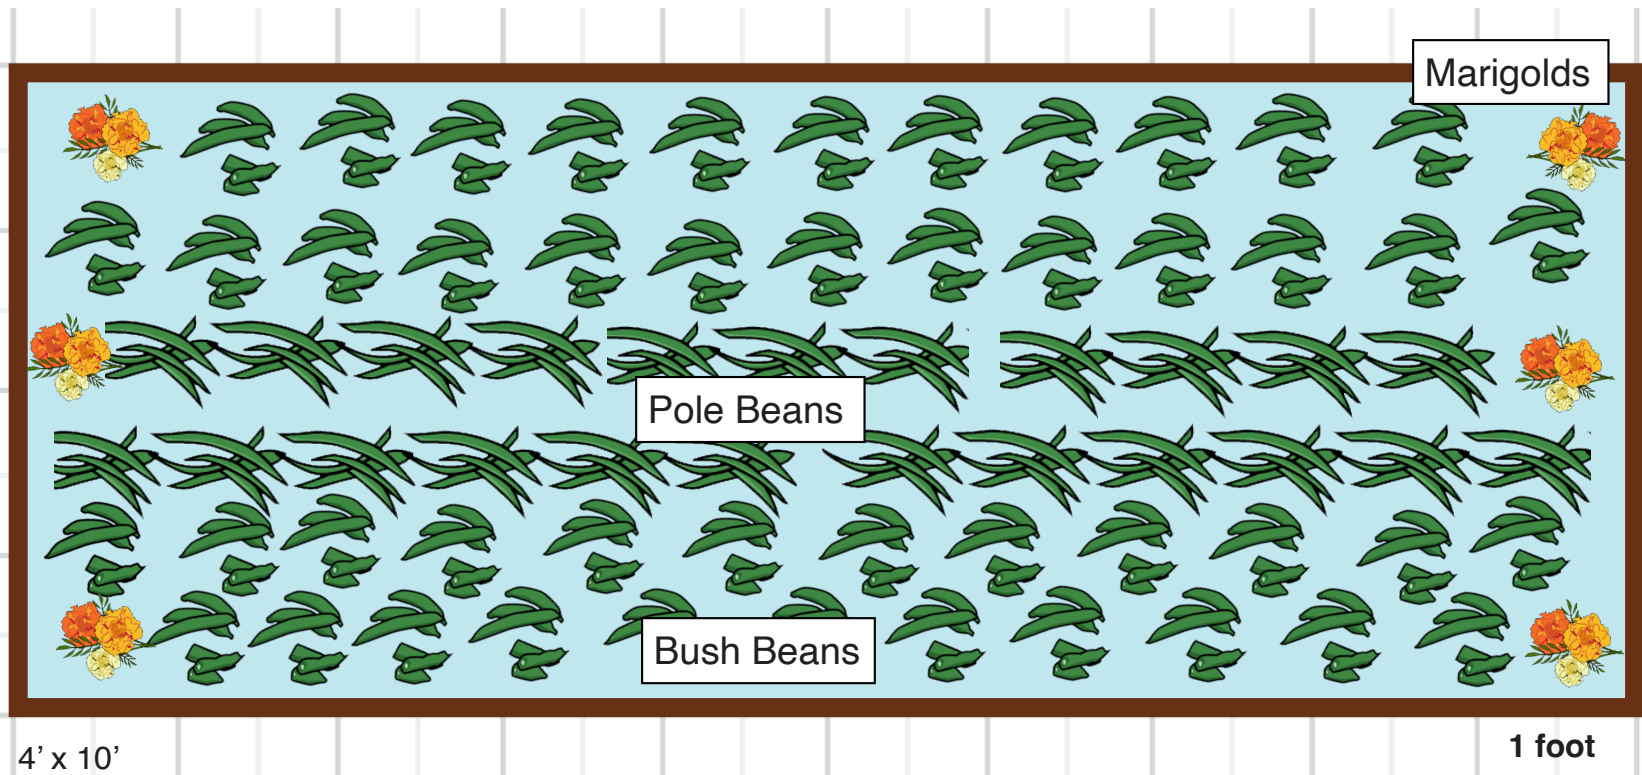 Marigolds
Pole Beans
Bush Beans
4’ x 10’
1 foot